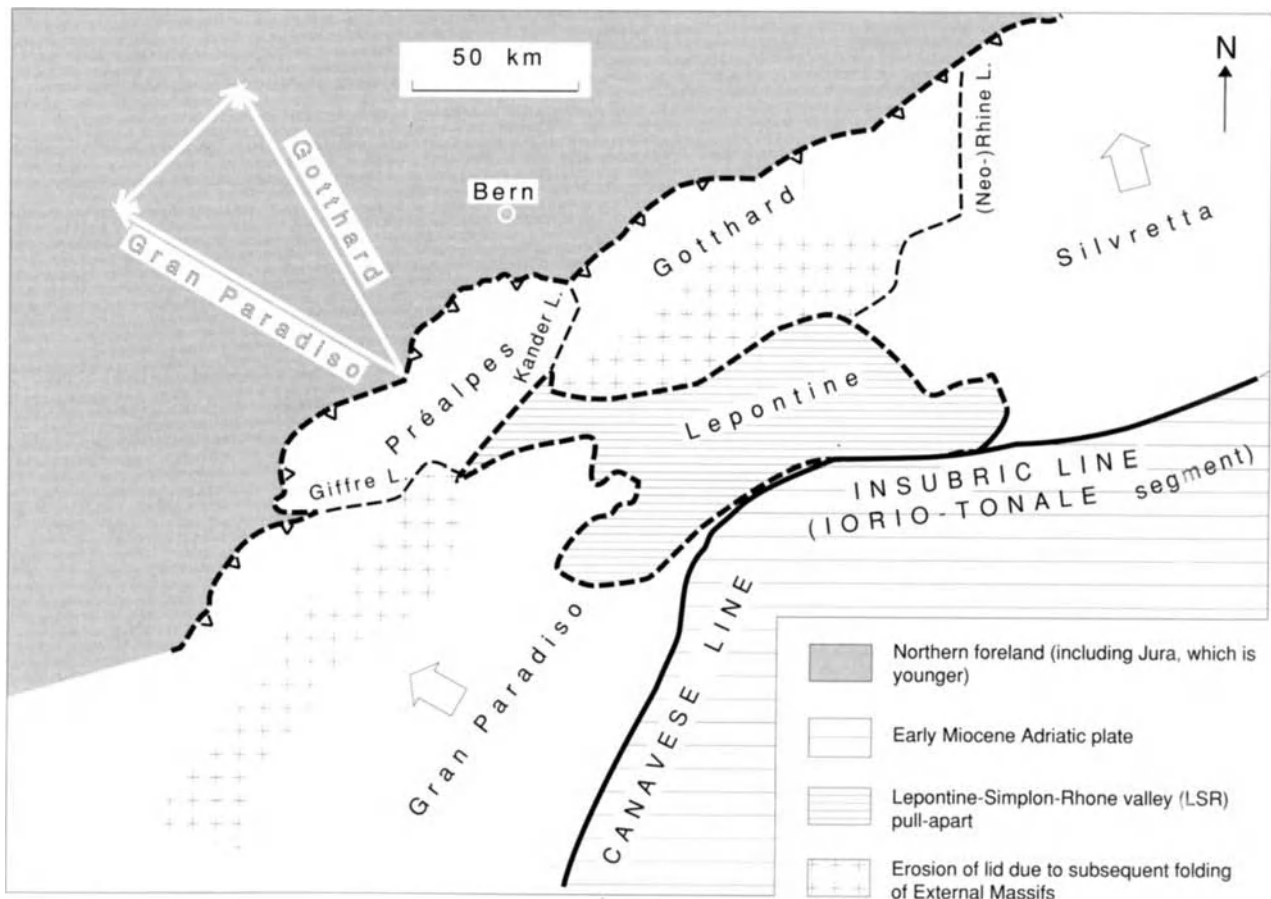 50 km
N
(Neo-)Rhine L.
Gotthard
Bern
Gotthard
Silvretta
Gran Paradiso
Kander L.
Préalpes
Lepontine
Giffre L.
INSUBRIC LINE
(IORIO-TONALE segment)
Gran Paradiso
CANAVESE LINE
Northern foreland (including Jura, which is
younger)
Early Miocene Adriatic plate
Lepontine-Simplon-Rhone valley (LSR)
pull-apart
Erosion of lid due to subsequent folding
of External Massifs